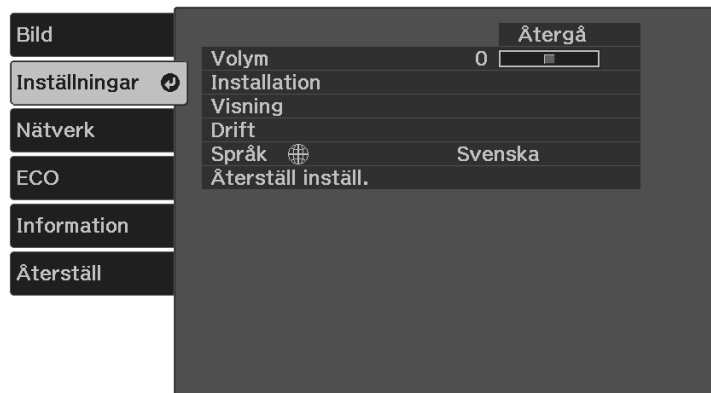 Bild
Inställningar
Nätverk
ECO
Information
Återställ
Återgå
Volym 0
Installation
Visning
Drift
Språk Svenska
Återställ inställ.